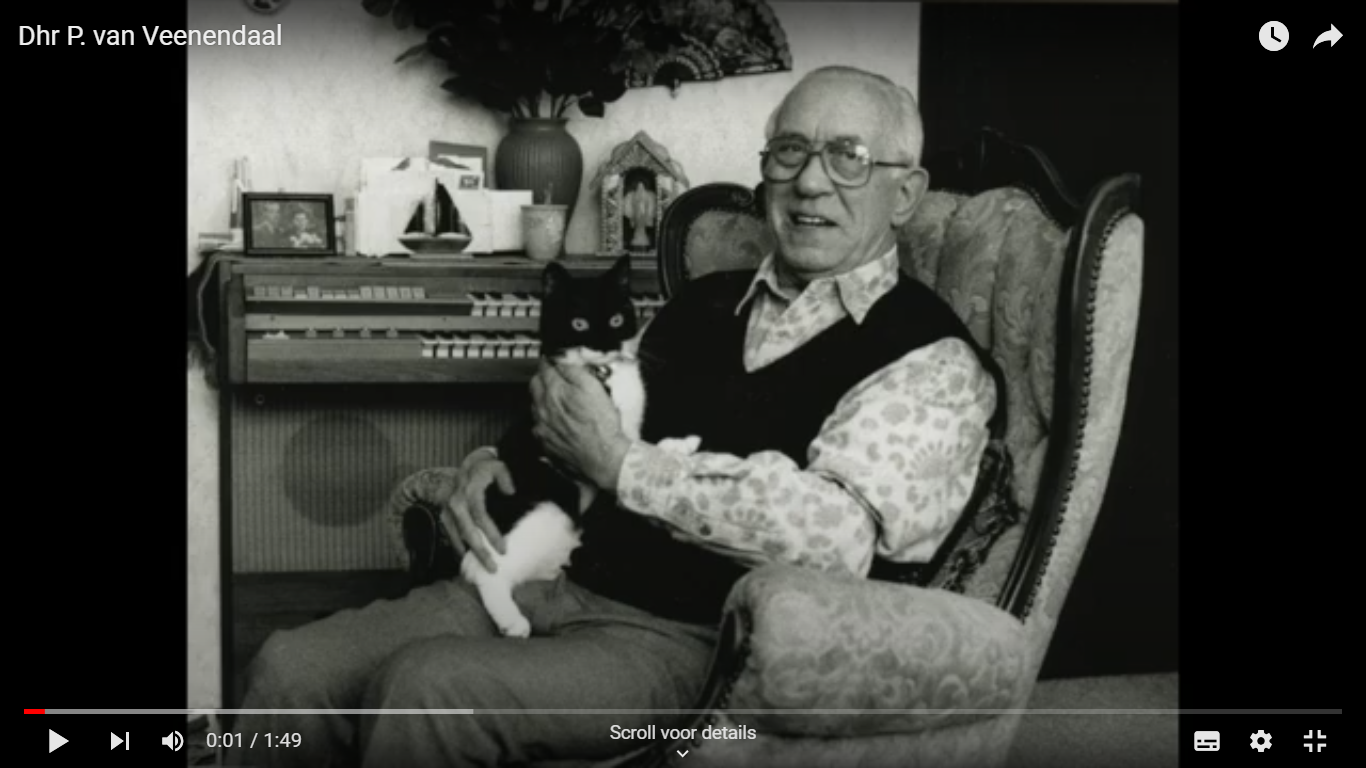 Dhr P. van Veenendaal
0:01 / 1:49
Scroll voor details